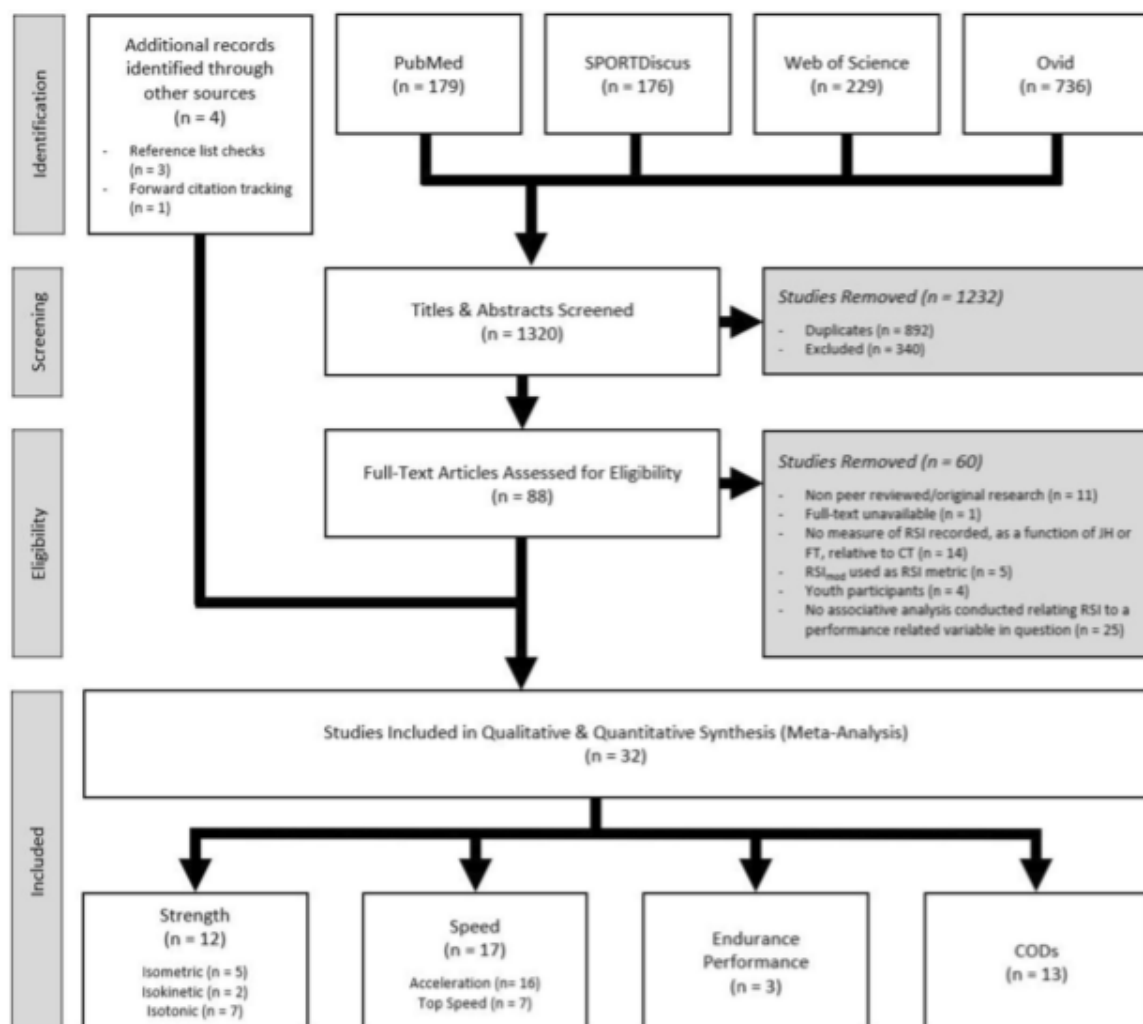 Identification
Additional records
identified through
other sources
(n = 4)
- Reference list checks
(n = 3)
- Forward citation tracking
(n = 1)
PubMed
(n = 179)
SPORTDiscus
(n = 176)
Web of Science
(n = 229)
Ovid
(n = 736)
Screening
Titles & Abstracts Screened
(n = 1320)
Studies Removed (n = 1232)
- Duplicates (n = 892)
- Excluded (n = 340)
Eligibility
Full-Text Articles Assessed for Eligibility
(n = 88)
Studies Removed (n = 60)
- Non peer reviewed/original research (n = 11)
- Full-text unavailable (n = 1)
- No measure of RSI recorded, as a function of JH or
FT, relative to CT (n = 14)
- RSImod used as RSI metric (n = 5)
- Youth participants (n = 4)
- No associative analysis conducted relating RSI to a
performance related variable in question (n = 25)
Included
Studies Included in Qualitative & Quantitative Synthesis (Meta-Analysis)
(n = 32)
Strength
(n = 12)
Isometric (n = 5)
Isokinetic (n = 2)
Isotonic (n = 7)
Speed
(n = 17)
Acceleration (n= 16)
Top Speed (n = 7)
Endurance
Performance
(n = 3)
CODs
(n = 13)